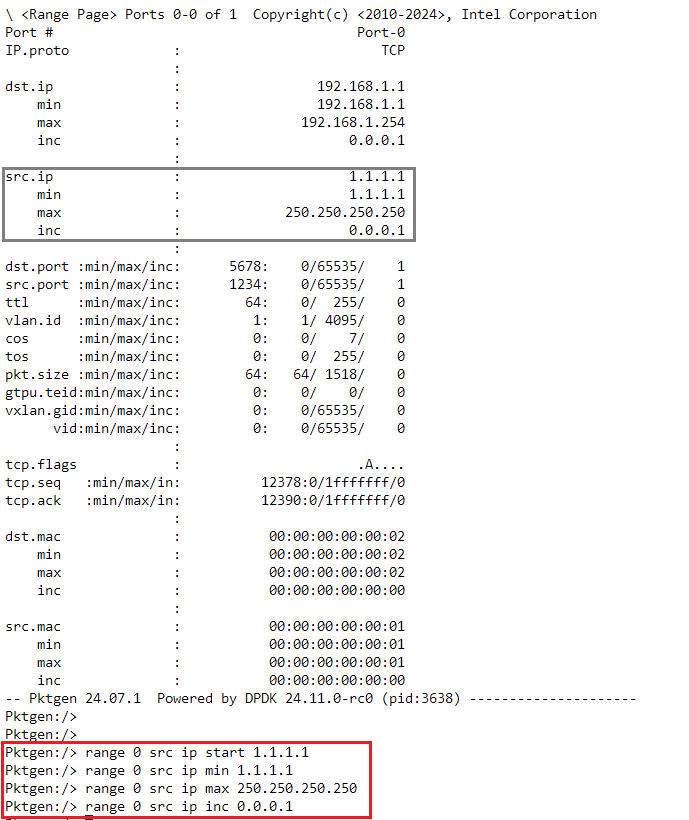 \ <Range Page> Ports 0-0 of 1  Copyright(c) <2010-2024>, Intel Corporation
Port #                                      Port-0
IP.proto             :                         TCP
                     :
dst.ip               :                 192.168.1.1
    min              :                 192.168.1.1
    max              :               192.168.1.254
    inc              :                     0.0.0.1
                     :
src.ip               :                     1.1.1.1
    min              :                     1.1.1.1
    max              :             250.250.250.250
    inc              :                     0.0.0.1
                     :
dst.port :min/max/inc:      5678:    0/65535/    1
src.port :min/max/inc:      1234:    0/65535/    1
ttl      :min/max/inc:        64:    0/  255/    0
vlan.id  :min/max/inc:         1:    1/ 4095/    0
cos      :min/max/inc:         0:    0/    7/    0
tos      :min/max/inc:         0:    0/  255/    0
pkt.size :min/max/inc:        64:   64/ 1518/    0
gtpu.teid:min/max/inc:         0:    0/    0/    0
vxlan.gid:min/max/inc:         0:    0/65535/    0
      vid:min/max/inc:         0:    0/65535/    0
                     :
tcp.flags            :                      .A....
tcp.seq   :min/max/in:          12378:0/1fffffff/0
tcp.ack   :min/max/in:          12390:0/1fffffff/0
                     :
dst.mac              :           00:00:00:00:00:02
    min              :           00:00:00:00:00:02
    max              :           00:00:00:00:00:02
    inc              :           00:00:00:00:00:00
                     :
src.mac              :           00:00:00:00:00:01
    min              :           00:00:00:00:00:01
    max              :           00:00:00:00:00:01
    inc              :           00:00:00:00:00:00
-- Pktgen 24.07.1  Powered by DPDK 24.11.0-rc0 (pid:3638) ---------------------
Pktgen:/>
Pktgen:/>
Pktgen:/> range 0 src ip start 1.1.1.1
Pktgen:/> range 0 src ip min 1.1.1.1
Pktgen:/> range 0 src ip max 250.250.250.250
Pktgen:/> range 0 src ip inc 0.0.0.1